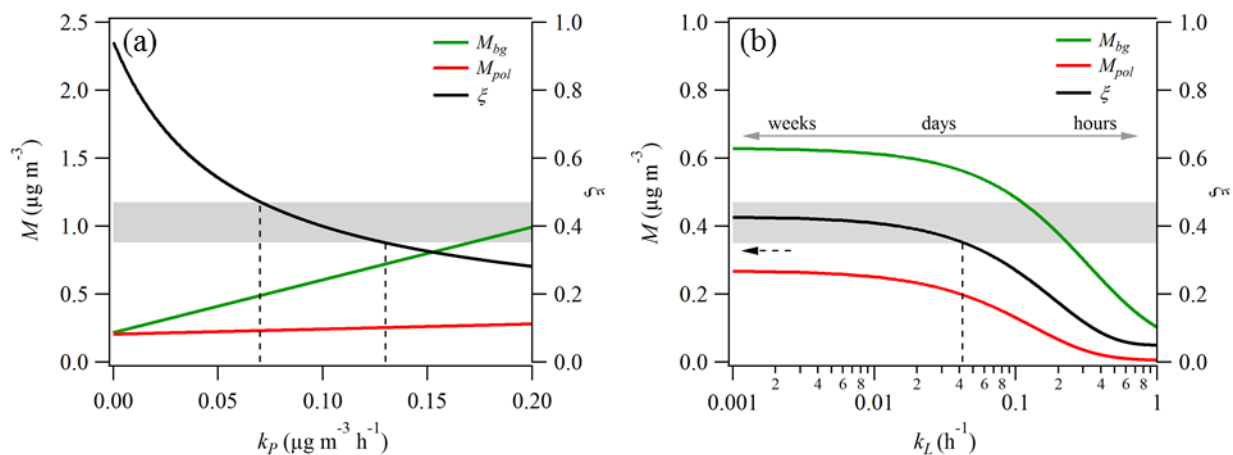 (a)
2.5
2.0
1.5
1.0
0.5
0.0
M (µg m⁻³)
M_bg
M_pol
ξ
1.0
0.8
0.6
0.4
0.2
0.0
ξ
0.00 0.05 0.10 0.15 0.20
k_P (µg m⁻³ h⁻¹)
(b)
1.0
0.8
0.6
0.4
0.2
0.0
M (µg m⁻³)
M_bg
M_pol
ξ
weeks days hours
1.0
0.8
0.6
0.4
0.2
0.0
ξ
2 4 6 8 2 4 6 8 2 4 6 8
0.001 0.01 0.1 1
k_L (h⁻¹)